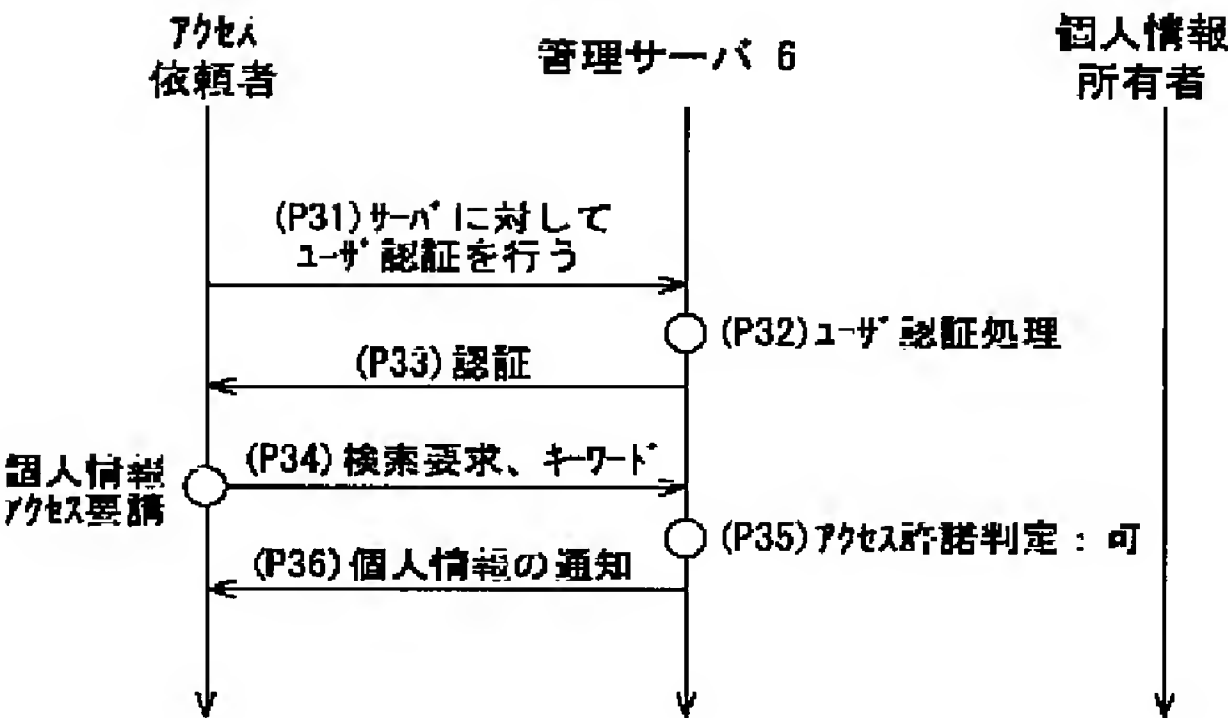 アクセス
依頼者
管理サーバ 6
個人情報
所有者
(P31)サーバに対して
ユーザ認証を行う
(P32)ユーザ認証処理
(P33)認証
(P34)検索要求、キーワード
個人情報
アクセス要請
(P35)アクセス許諾判定:可
(P36)個人情報の通知